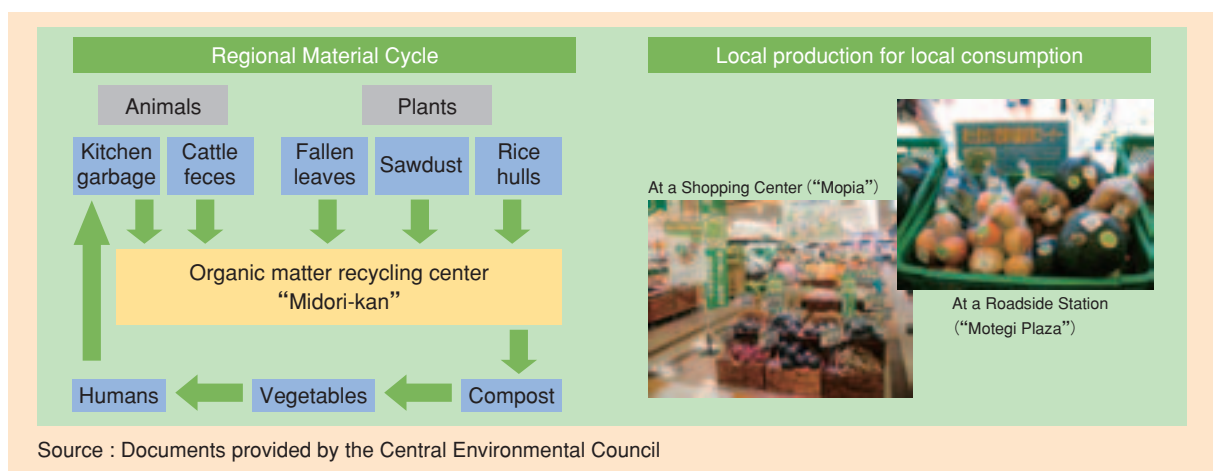 Regional Material Cycle
Animals
Plants
Kitchen
garbage
Cattle
feces
Fallen
leaves
Sawdust
Rice
hulls
Organic matter recycling center
“Midori-kan”
Humans
Vegetables
Compost
Local production for local consumption
At a Shopping Center (“Mopia”)
At a Roadside Station
(“Motegi Plaza”)
Source : Documents provided by the Central Environmental Council